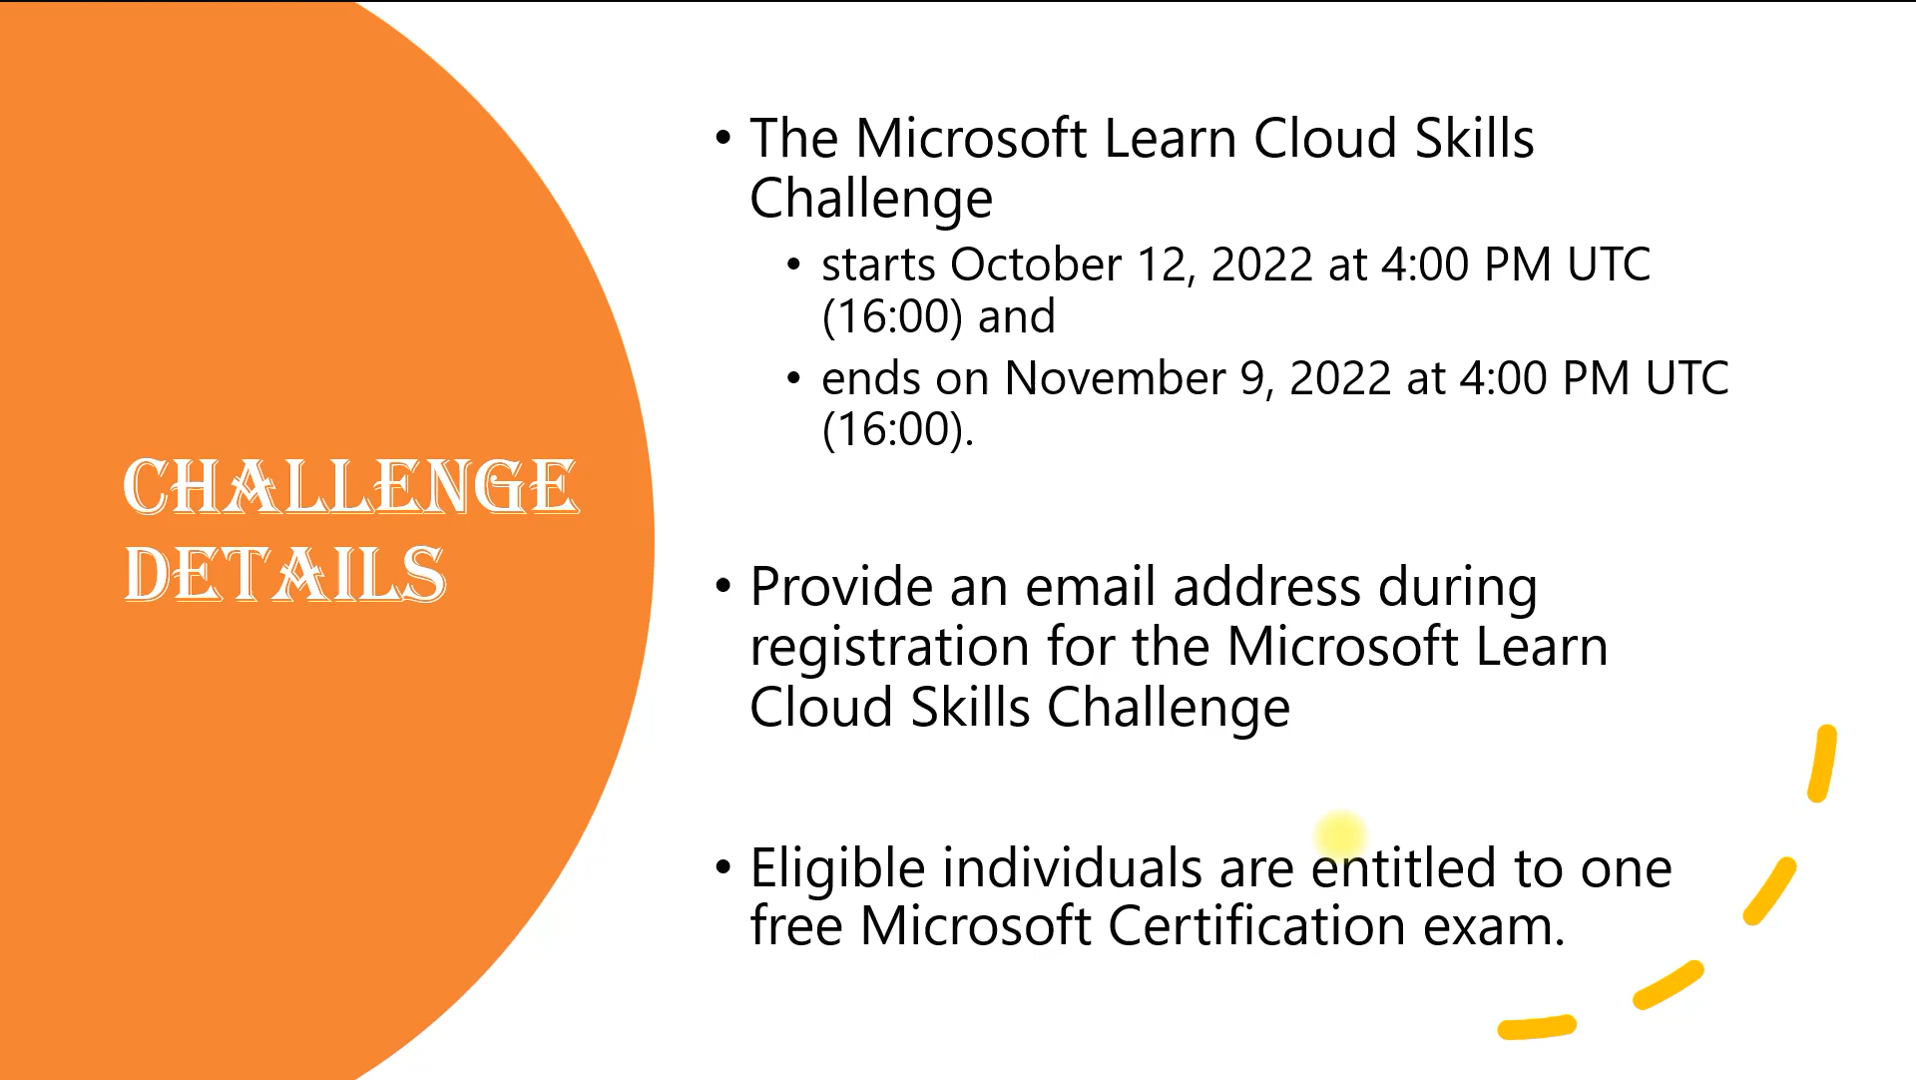 CHALLENGE
DETAILS
• The Microsoft Learn Cloud Skills
Challenge
• starts October 12, 2022 at 4:00 PM UTC
(16:00) and
• ends on November 9, 2022 at 4:00 PM UTC
(16:00).
• Provide an email address during
registration for the Microsoft Learn
Cloud Skills Challenge
• Eligible individuals are entitled to one
free Microsoft Certification exam.